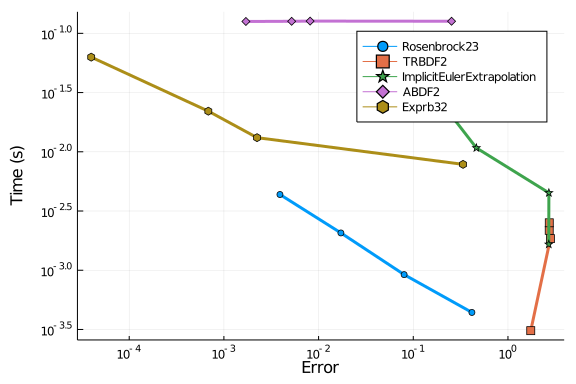 10^-1.0
10^-1.5
10^-2.0
10^-2.5
10^-3.0
10^-3.5
Time (s)
Rosenbrock23
TRBDF2
ImplicitEulerExtrapolation
ABDF2
Exprb32
10^-4
10^-3
10^-2
10^-1
10^0
Error